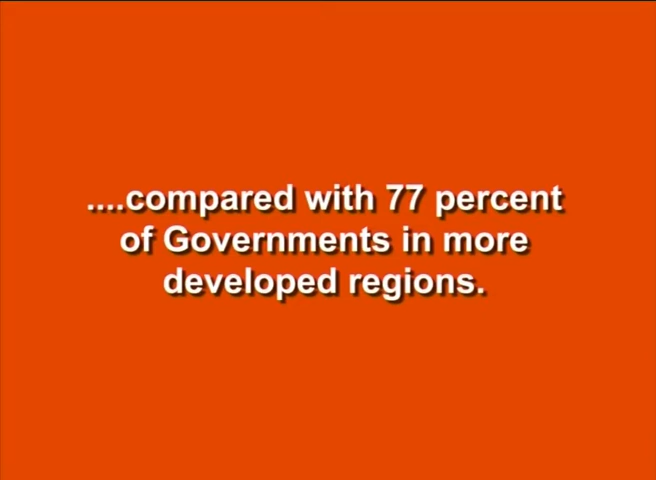 ....compared with 77 percent
of Governments in more
developed regions.